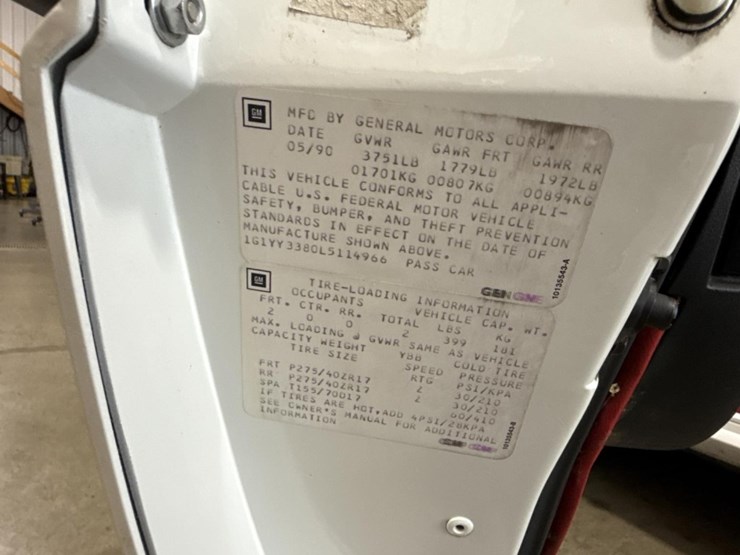 GM
MFD BY GENERAL MOTORS CORP.
DATE GVWR GAWR FRT GAWR RR
05/90 3751LB 1779LB 1972LB
01701KG 00807KG 00894KG
THIS VEHICLE CONFORMS TO ALL APPLI-
CABLE U.S. FEDERAL MOTOR VEHICLE
SAFETY, BUMPER, AND THEFT PREVENTION
STANDARDS IN EFFECT ON THE DATE OF
MANUFACTURE SHOWN ABOVE.
1G1YY3380L5114966 PASS CAR
10135543-A
GM
TIRE-LOADING INFORMATION
OCCUPANTS VEHICLE CAP. WT.
FRT. CTR. RR. TOTAL LBS KG
2 0 0 2 399 181
MAX. LOADING & GVWR SAME AS VEHICLE
CAPACITY WEIGHT YBB COLD TIRE
TIRE SIZE SPEED PRESSURE
RTG PSI/KPA
FRT P275/40ZR17 Z 30/210
RR P275/40ZR17 Z 30/210
SPA T155/70D17 60/410
IF TIRES ARE HOT, ADD 4PSI/28KPA
SEE OWNER'S MANUAL FOR ADDITIONAL
INFORMATION
10135543-B